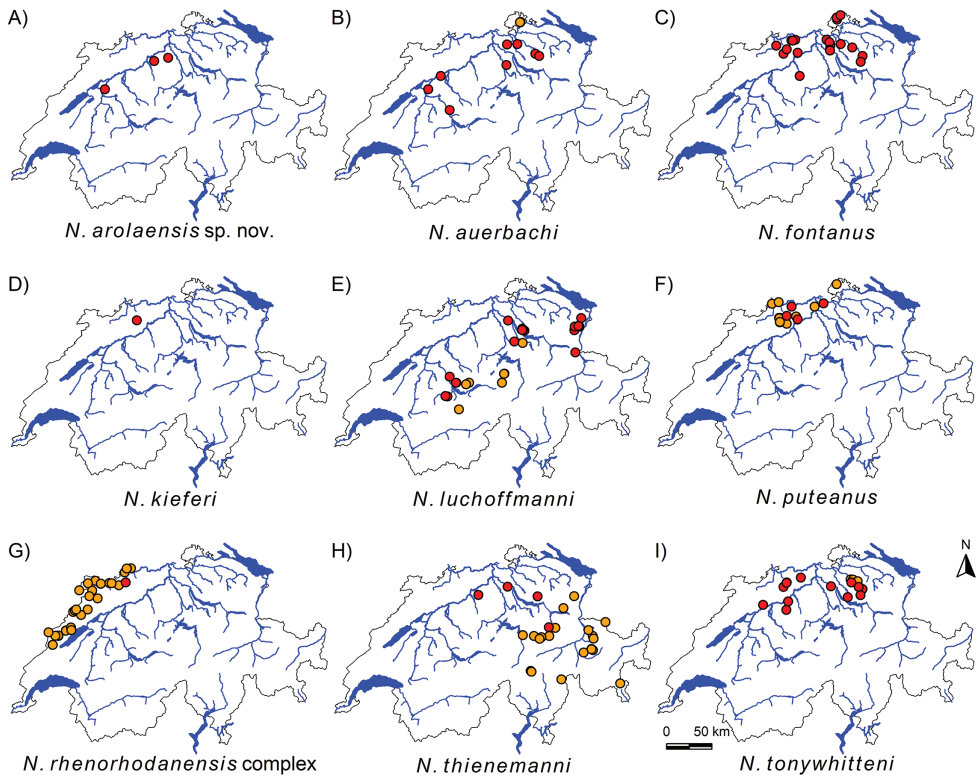 A)
B)
C)
N. arolaensis sp. nov.
N. auerbachi
N. fontanus
D)
E)
F)
N. kieferi
N. luchoffmanni
N. puteanus
G)
H)
I)
N
0 50 km
N. rhenorhodanensis complex
N. thienemanni
N. tonywhitteni